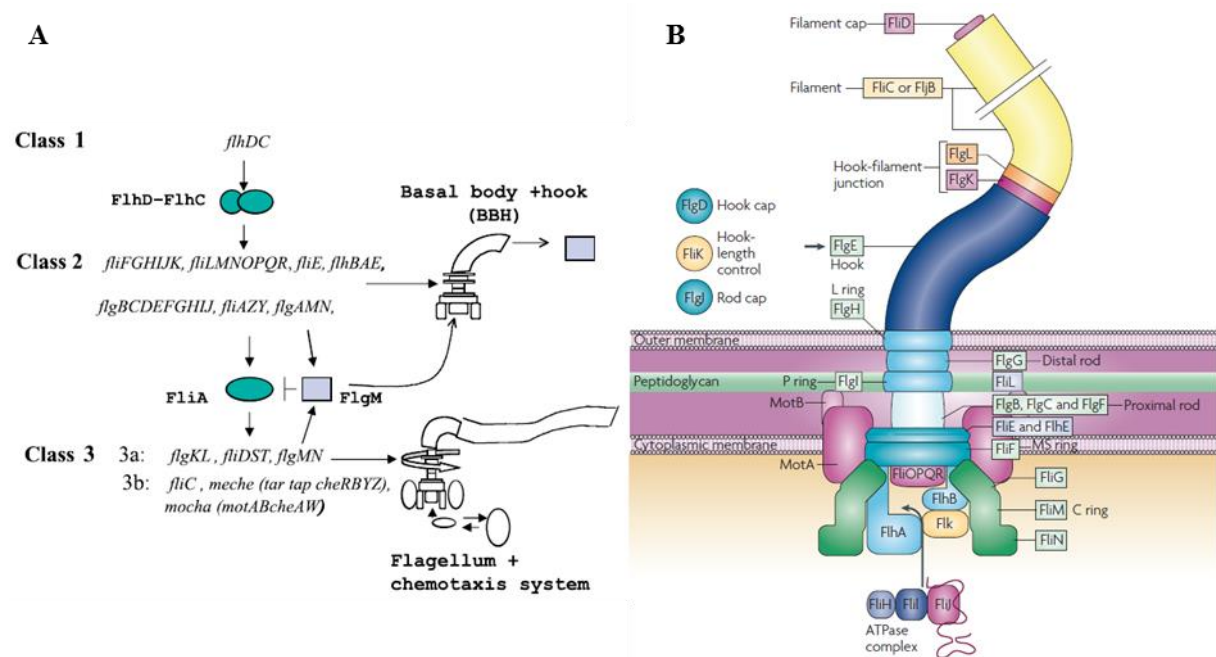 A
Class 1
flhDC
FlhD-FlhC
Basal body +hook
(BBH)
Class 2
fliFGHIJK, fliLMNOPQR, fliE, flhBAE,
flgBCDEFGHIJ, fliAZY, flgAMN,
FliA
FlgM
Class 3
3a:
flgKL , fliDST, flgMN
3b:
fliC , meche (tar tap cheRBYZ),
mocha (motABcheAW)
Flagellum +
chemotaxis system
B
Filament cap
FliD
Filament
FliC or FljB
Hook-filament
junction
FlgL
FlgK
FlgD
Hook cap
FliK
Hook-
length
control
FlgJ
Rod cap
FlgE
Hook
L ring
FlgH
Outer membrane
FlgG
Distal rod
Peptidoglycan
P ring
FlgI
FliL
MotB
FlgB, FlgC and FlgF
Proximal rod
FliE and FlhE
Cytoplasmic membrane
FliF
MS ring
MotA
FliOPQR
FliG
FlhB
FliM
C ring
Flk
FlhA
FliN
FliH
FliI
FliJ
ATPase
complex